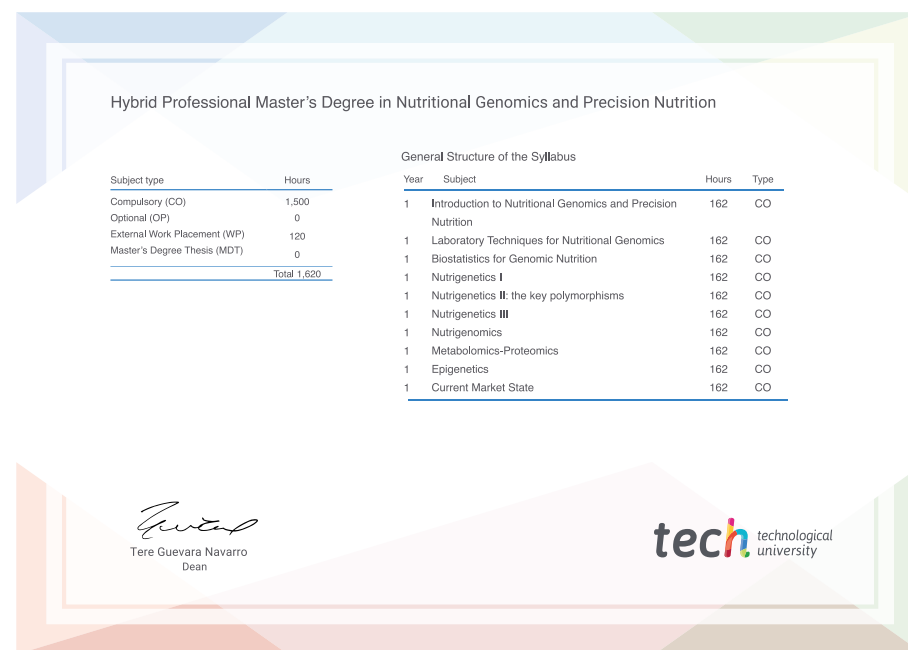 Hybrid Professional Master's Degree in Nutritional Genomics and Precision Nutrition
Subject type Hours
Compulsory (CO) 1,500
Optional (OP) 0
External Work Placement (WP) 120
Master's Degree Thesis (MDT) 0
Total 1,620
General Structure of the Syllabus
Year Subject Hours Type
1 Introduction to Nutritional Genomics and Precision 162 CO
Nutrition
1 Laboratory Techniques for Nutritional Genomics 162 CO
1 Biostatistics for Genomic Nutrition 162 CO
1 Nutrigenetics I 162 CO
1 Nutrigenetics II: the key polymorphisms 162 CO
1 Nutrigenetics III 162 CO
1 Nutrigenomics 162 CO
1 Metabolomics-Proteomics 162 CO
1 Epigenetics 162 CO
1 Current Market State 162 CO
Tere Guevara Navarro
Dean
tech technological
university